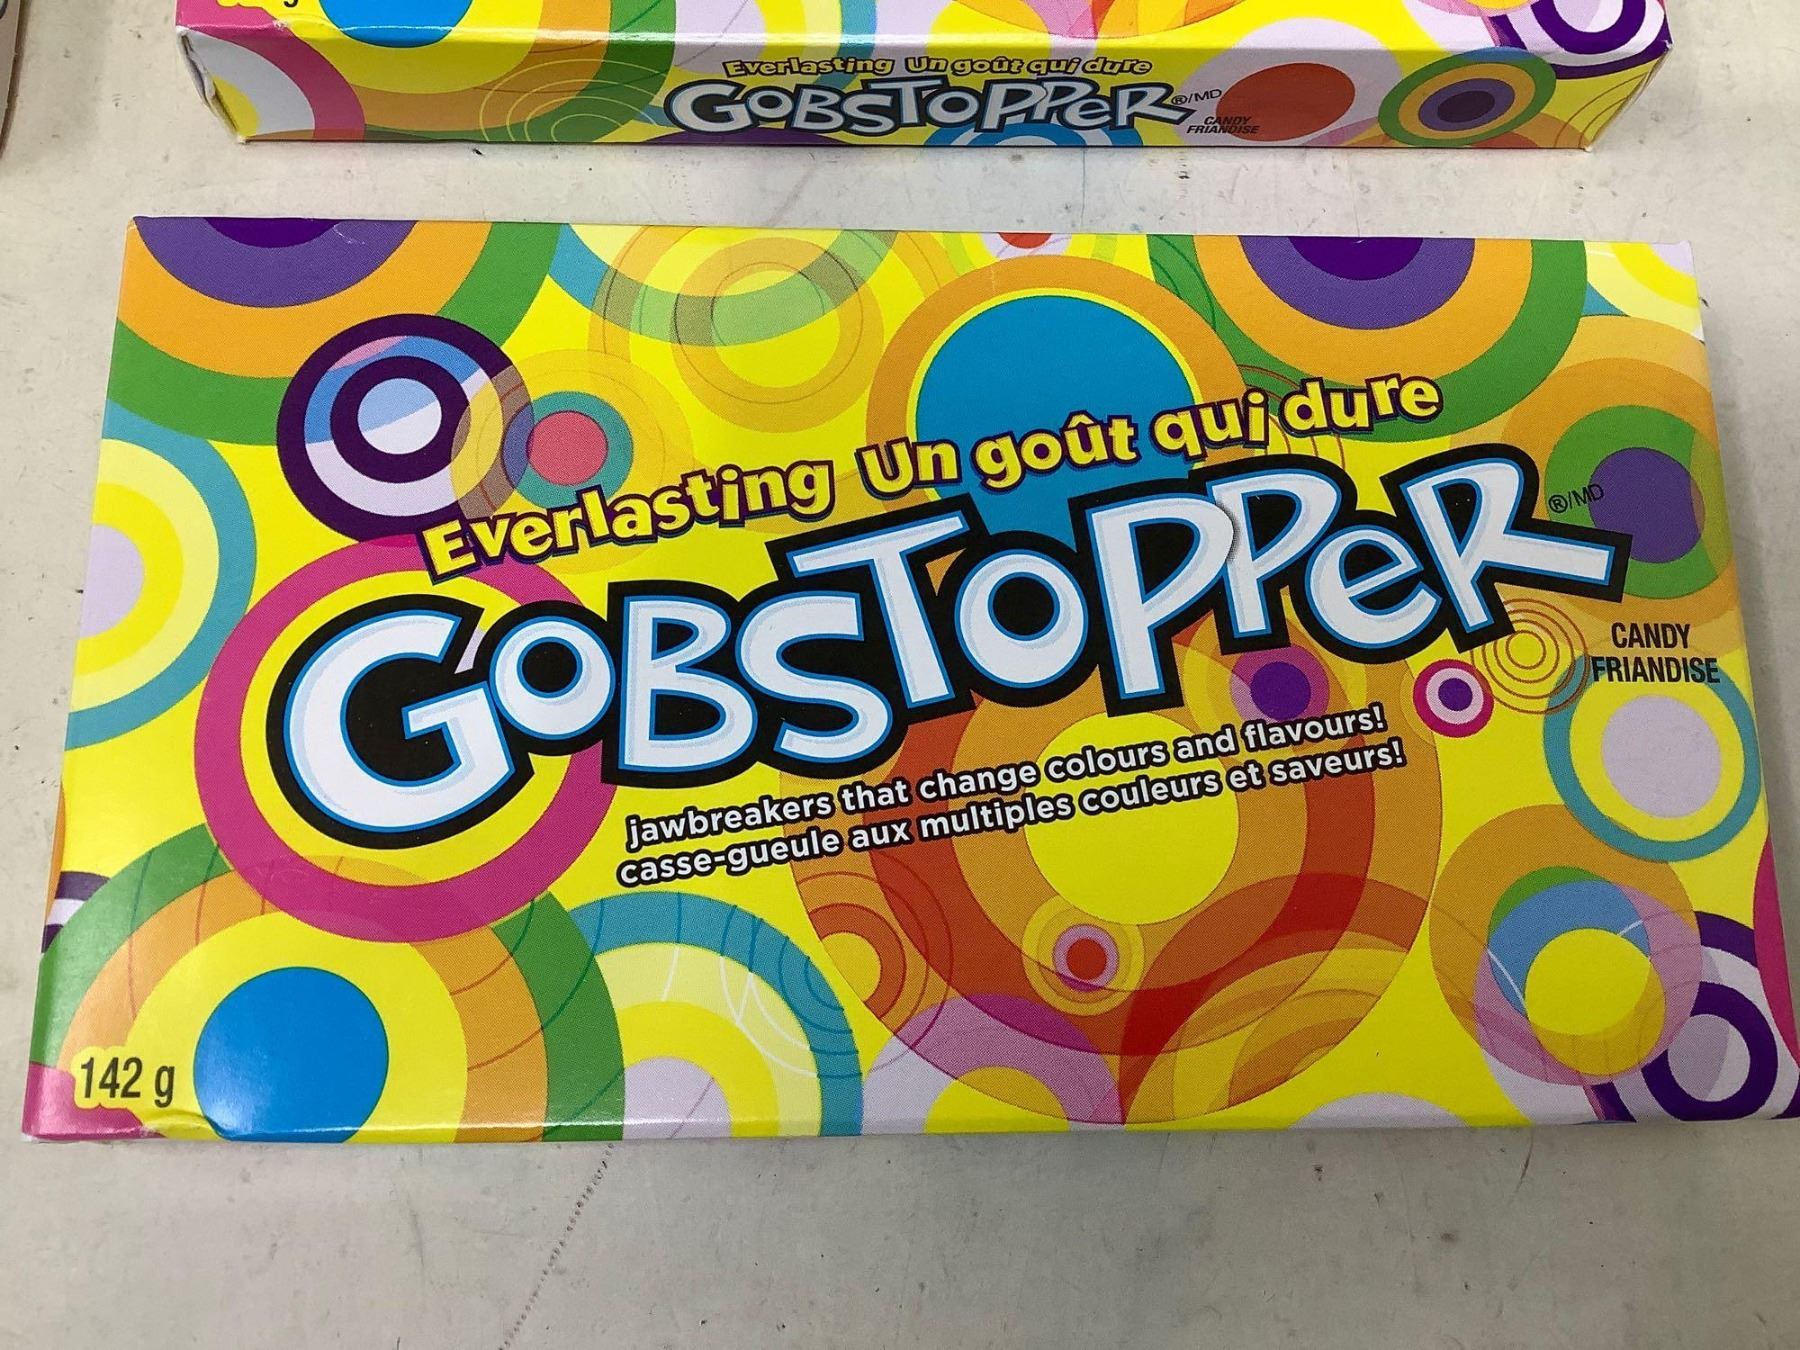 Everlasting Un goût qui dure
GOBSTOPPER ®/MD
CANDY
FRIANDISE
Everlasting Un goût qui dure
GOBSTOPPER ®/MD
CANDY
FRIANDISE
jawbreakers that change colours and flavours!
casse-gueule aux multiples couleurs et saveurs!
142 g